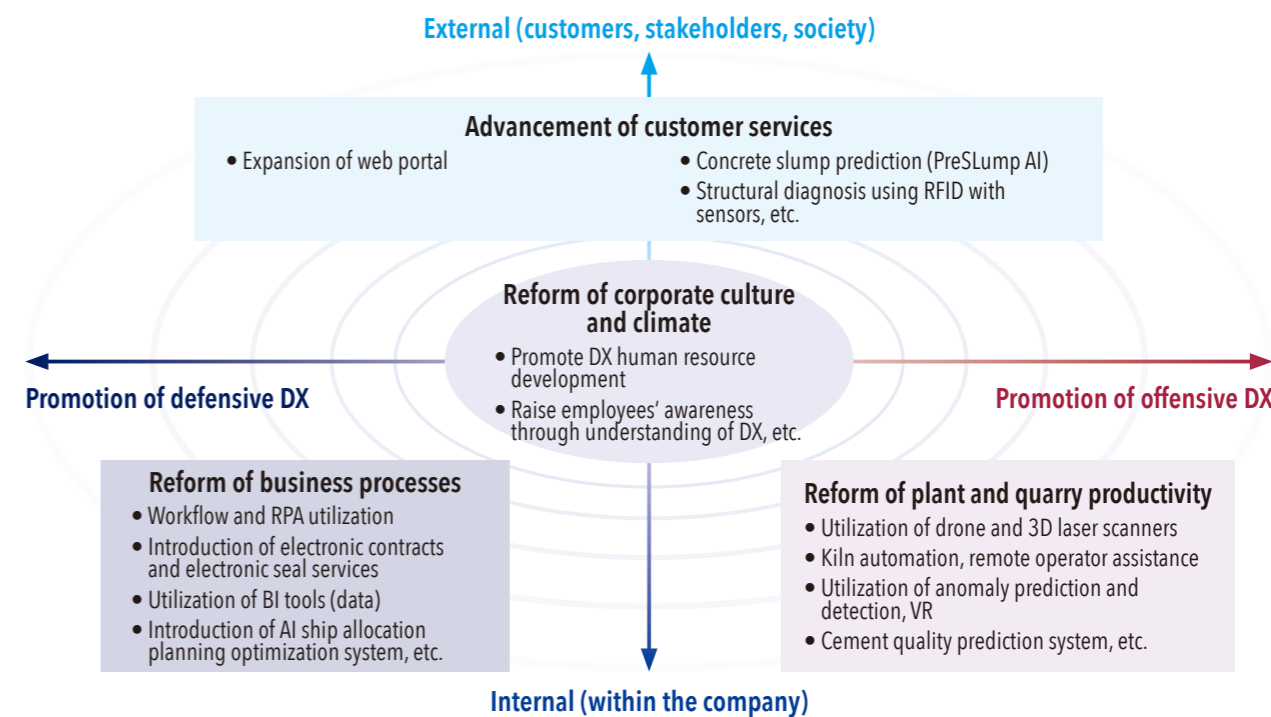 External (customers, stakeholders, society)
Advancement of customer services
• Expansion of web portal
• Concrete slump prediction (PreSLump AI)
• Structural diagnosis using RFID with
sensors, etc.
Reform of corporate culture
and climate
• Promote DX human resource
development
• Raise employees’ awareness
through understanding of DX, etc.
Promotion of defensive DX
Promotion of offensive DX
Reform of business processes
• Workflow and RPA utilization
• Introduction of electronic contracts
and electronic seal services
• Utilization of BI tools (data)
• Introduction of AI ship allocation
planning optimization system, etc.
Reform of plant and quarry productivity
• Utilization of drone and 3D laser scanners
• Kiln automation, remote operator assistance
• Utilization of anomaly prediction and
detection, VR
• Cement quality prediction system, etc.
Internal (within the company)